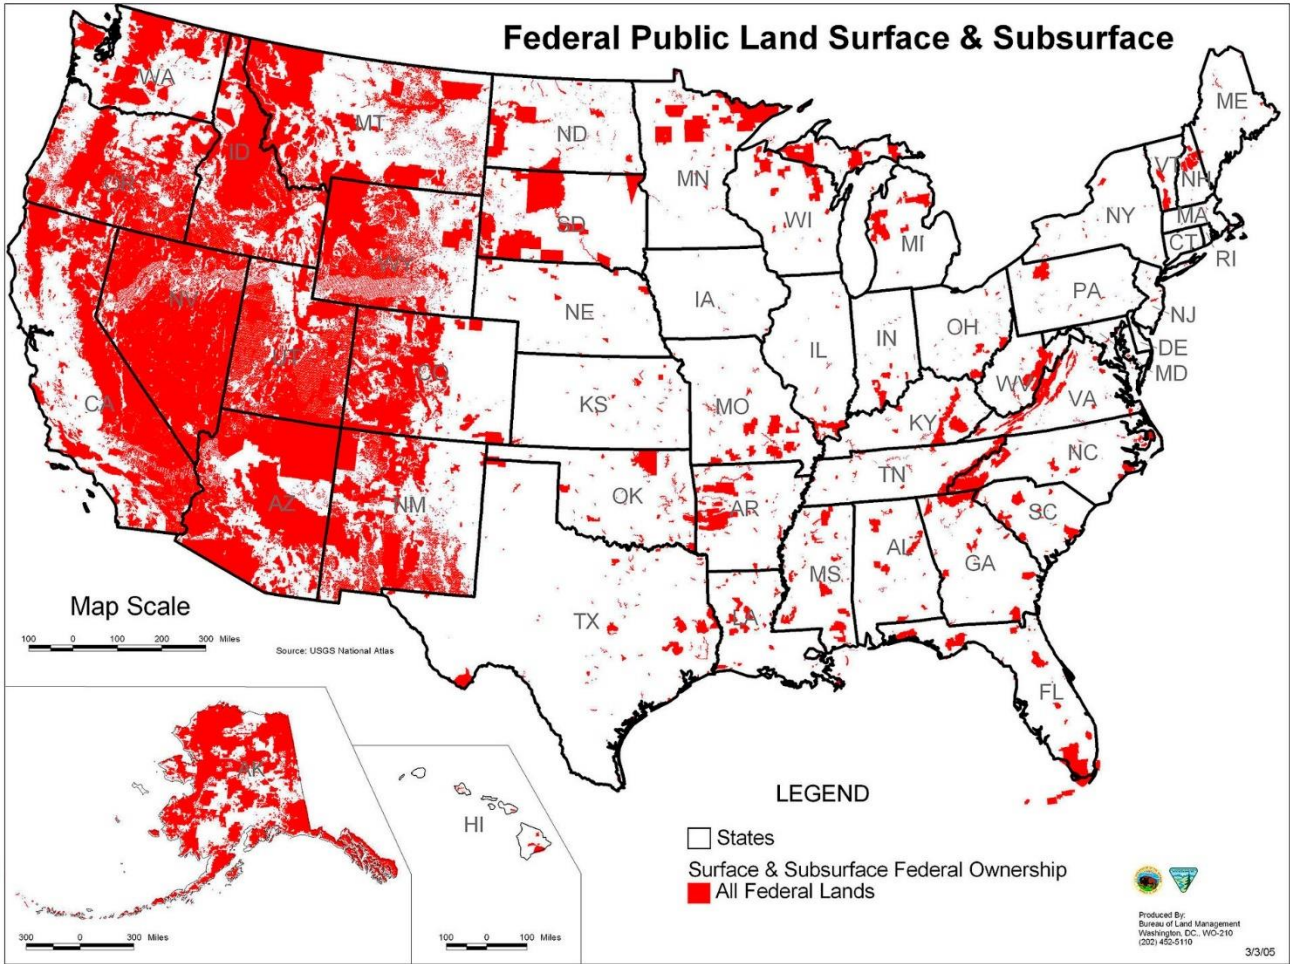 Federal Public Land Surface & Subsurface
WA
MT
ND
MN
ME
ID
OR
SD
WI
MI
VT
NH
NY
MA
CT
RI
WY
NE
IA
PA
NJ
NV
UT
CO
IL
IN
OH
DE
MD
WV
VA
CA
KS
MO
KY
NC
TN
AZ
NM
OK
AR
SC
MS
AL
GA
TX
LA
FL
Map Scale
100 0 100 200 300 Miles
Source: USGS National Atlas
AK
HI
300 0 300 Miles
100 0 100 Miles
LEGEND
States
Surface & Subsurface Federal Ownership
All Federal Lands
Produced By:
Bureau of Land Management
Washington, DC., WO-210
(202) 452-5110
3/3/05